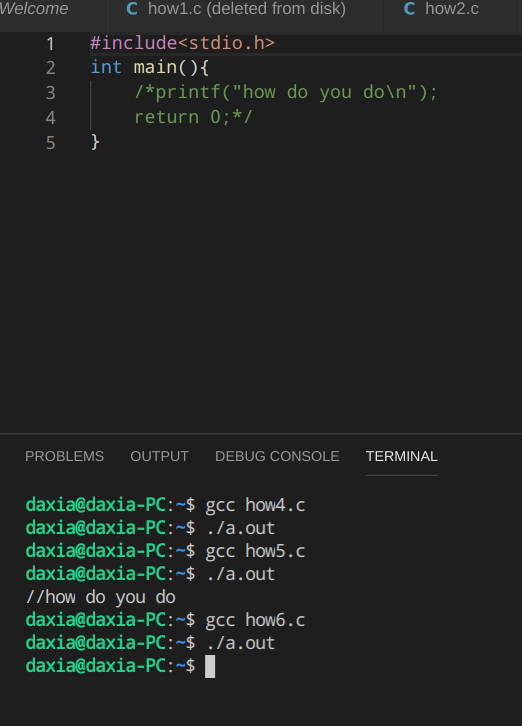 Welcome
C how1.c (deleted from disk)
C how2.c
1 #include<stdio.h>
2 int main(){
3 /*printf("how do you do\n");
4 return 0;*/
5 }
PROBLEMS OUTPUT DEBUG CONSOLE TERMINAL
daxia@daxia-PC:~$ gcc how4.c
daxia@daxia-PC:~$ ./a.out
daxia@daxia-PC:~$ gcc how5.c
daxia@daxia-PC:~$ ./a.out
//how do you do
daxia@daxia-PC:~$ gcc how6.c
daxia@daxia-PC:~$ ./a.out
daxia@daxia-PC:~$